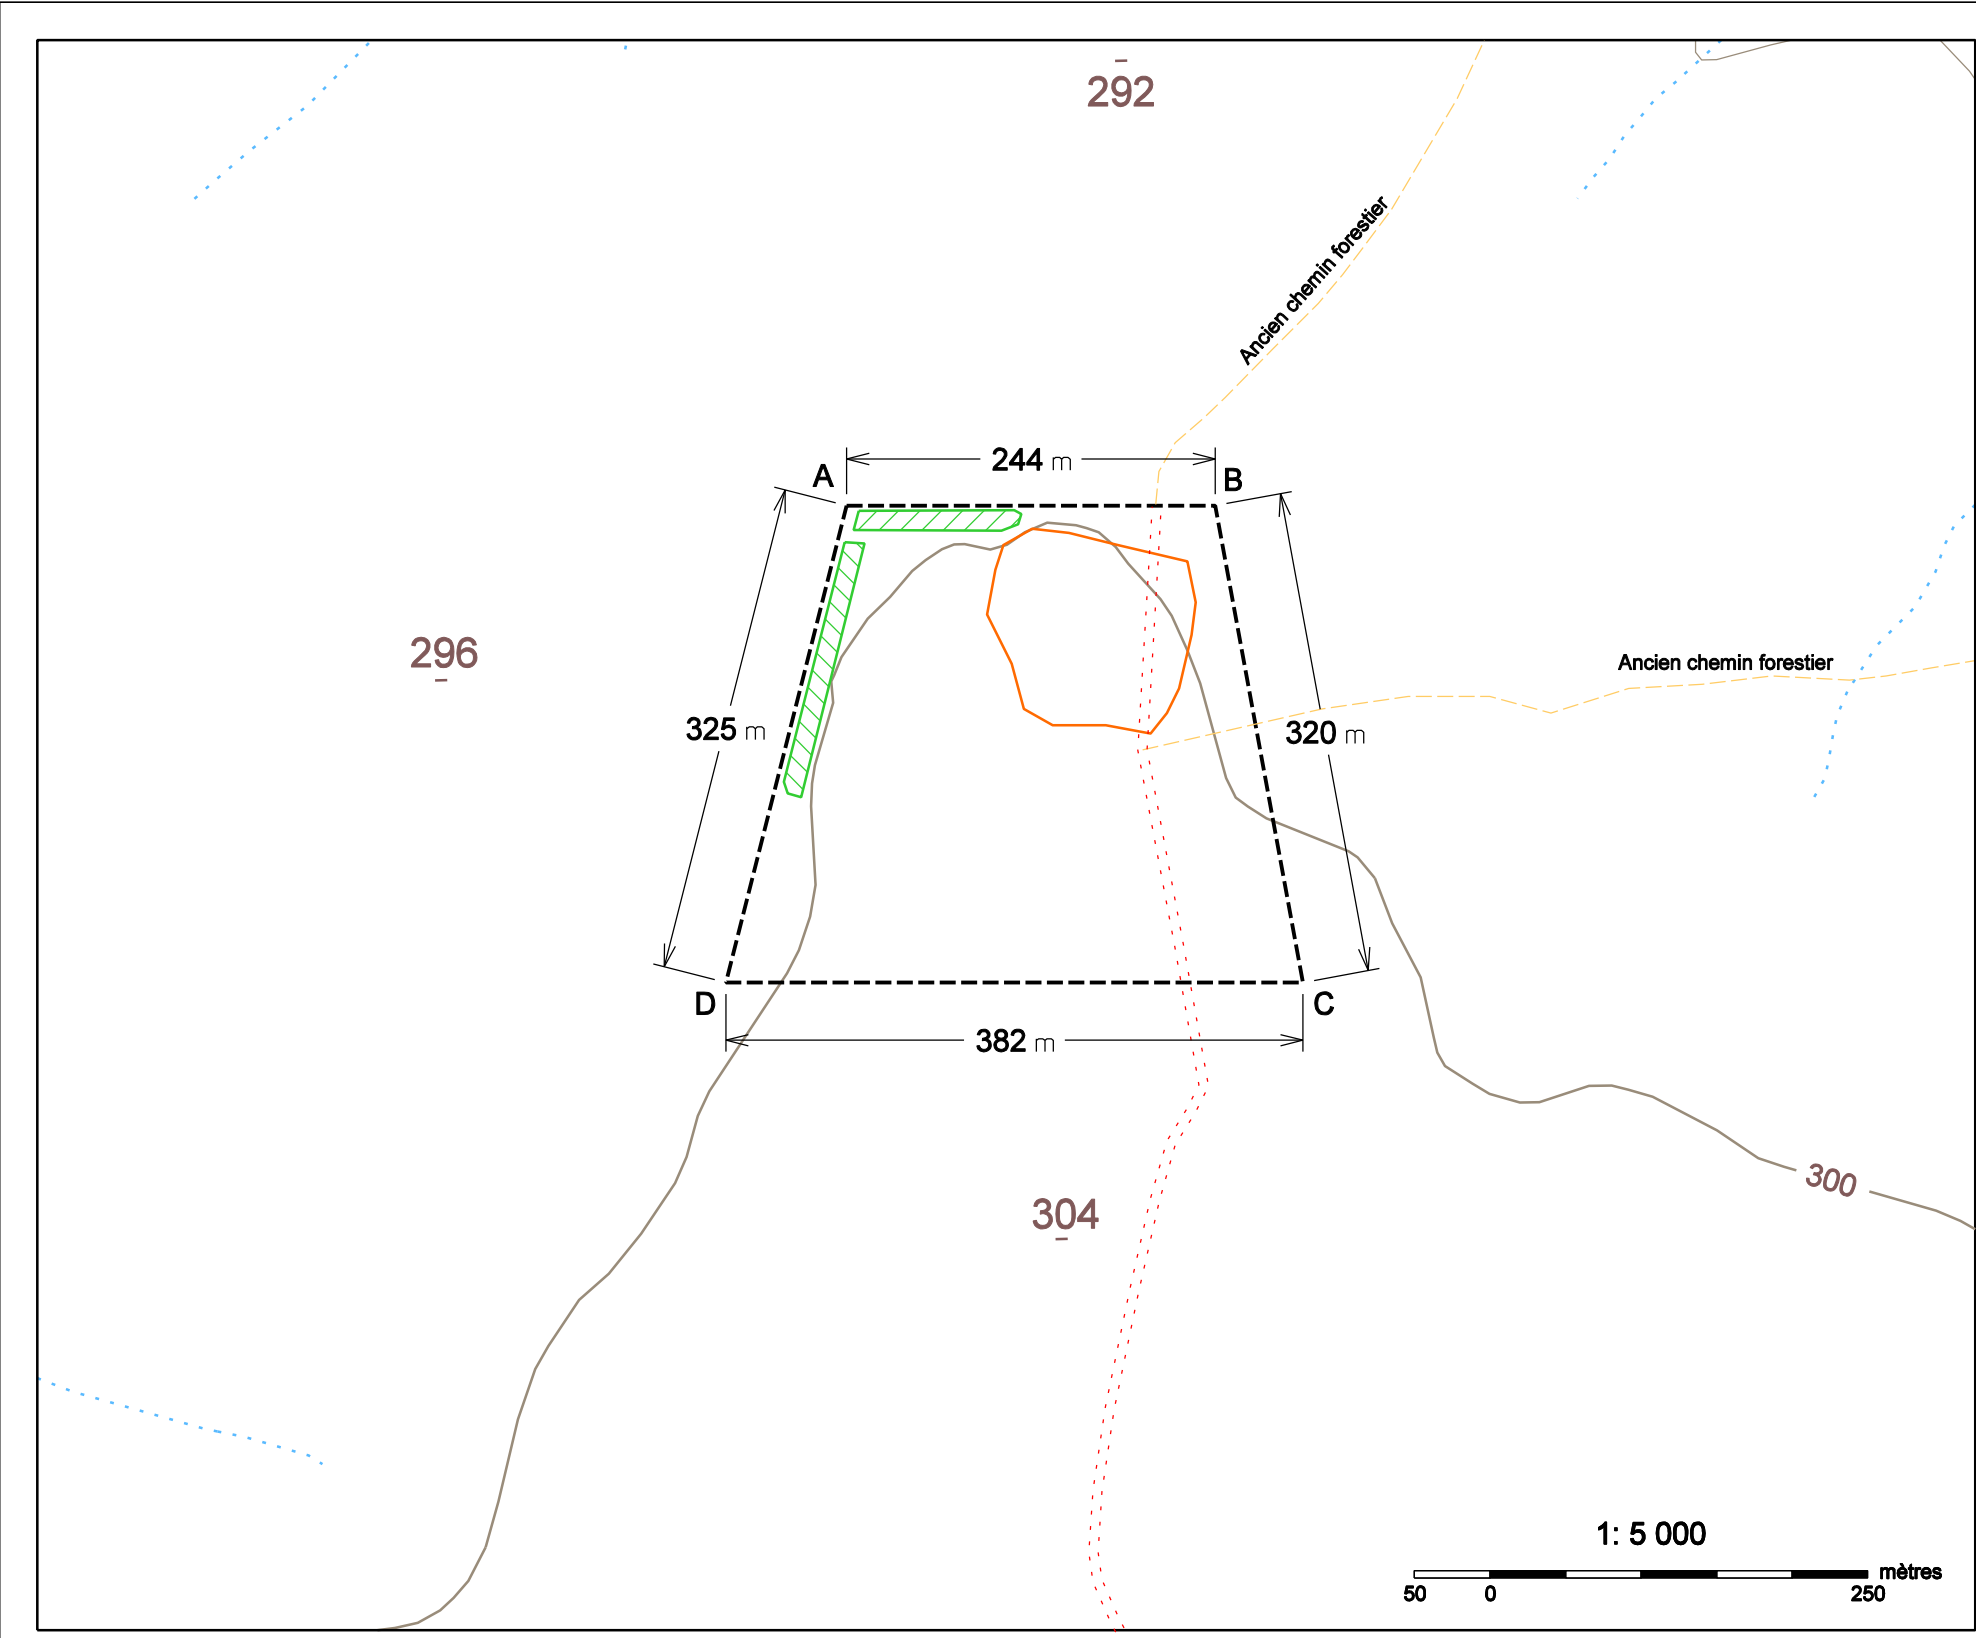 292
Ancien chemin forestier
244 m
A
B
296
Ancien chemin forestier
325 m
320 m
D
C
382 m
300
304
1: 5 000
mètres
50 0 250